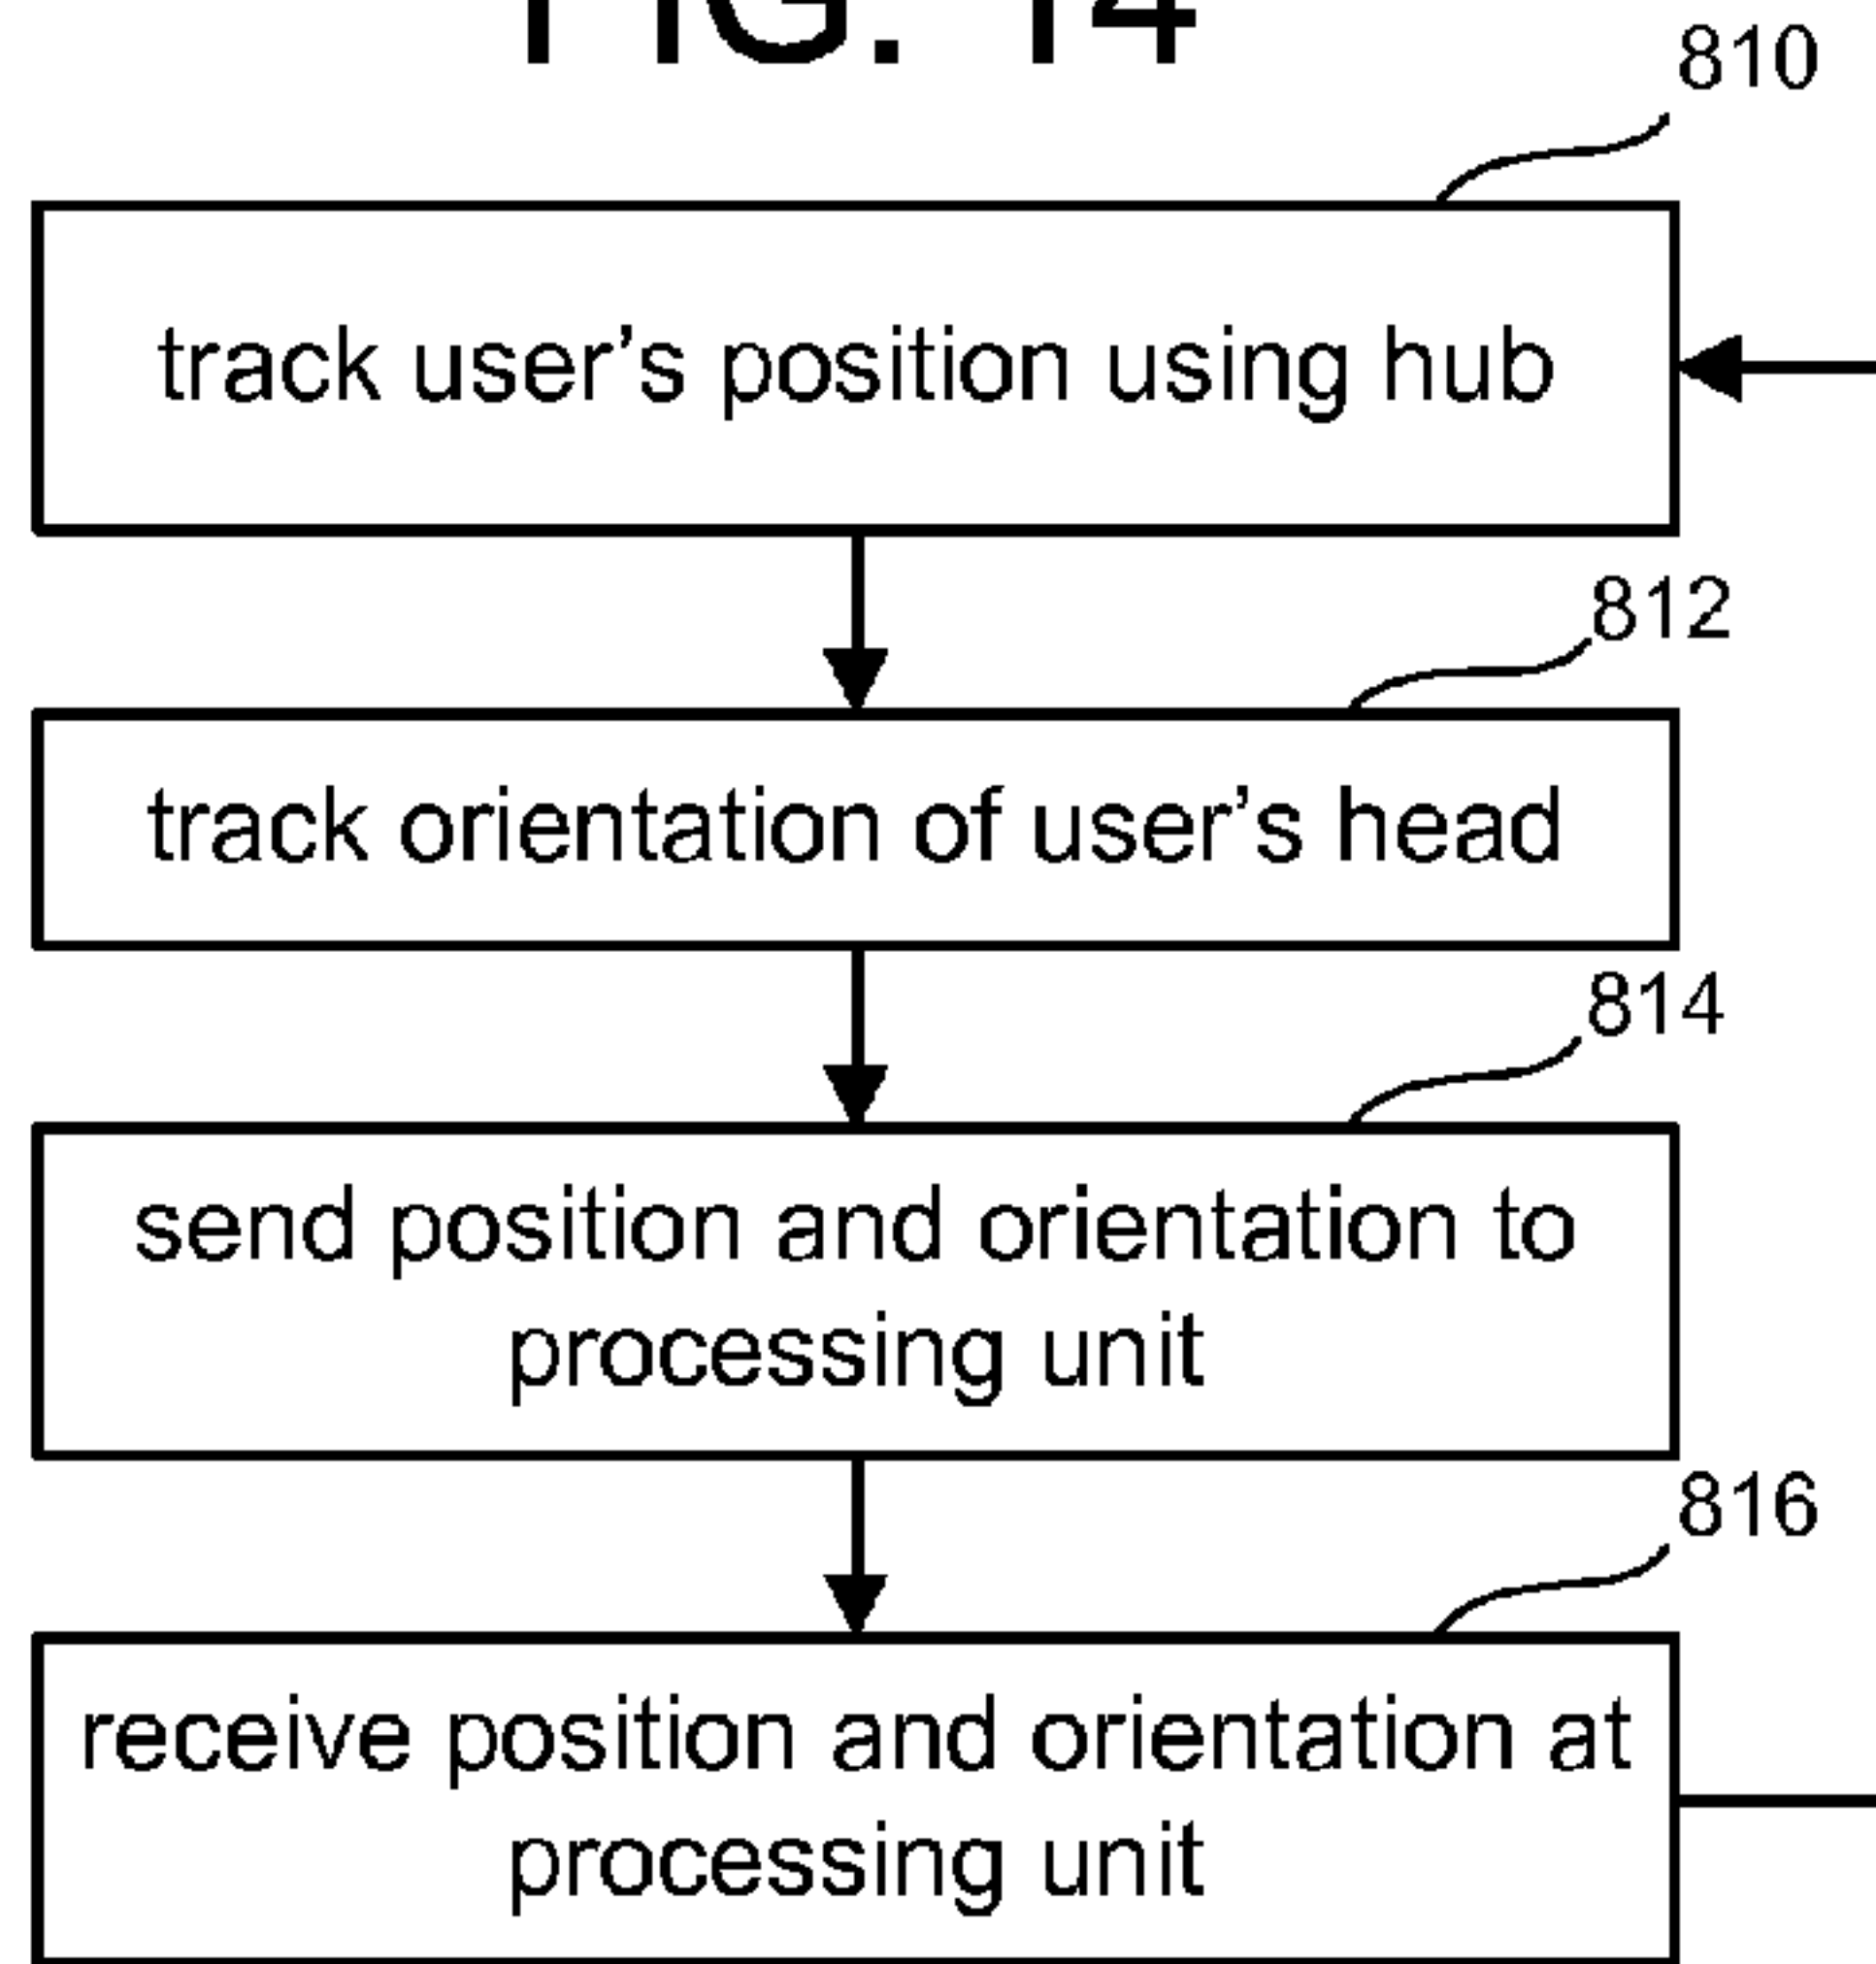 FIG. 14
810
track user’s position using hub
812
track orientation of user’s head
814
send position and orientation to
processing unit
816
receive position and orientation at
processing unit